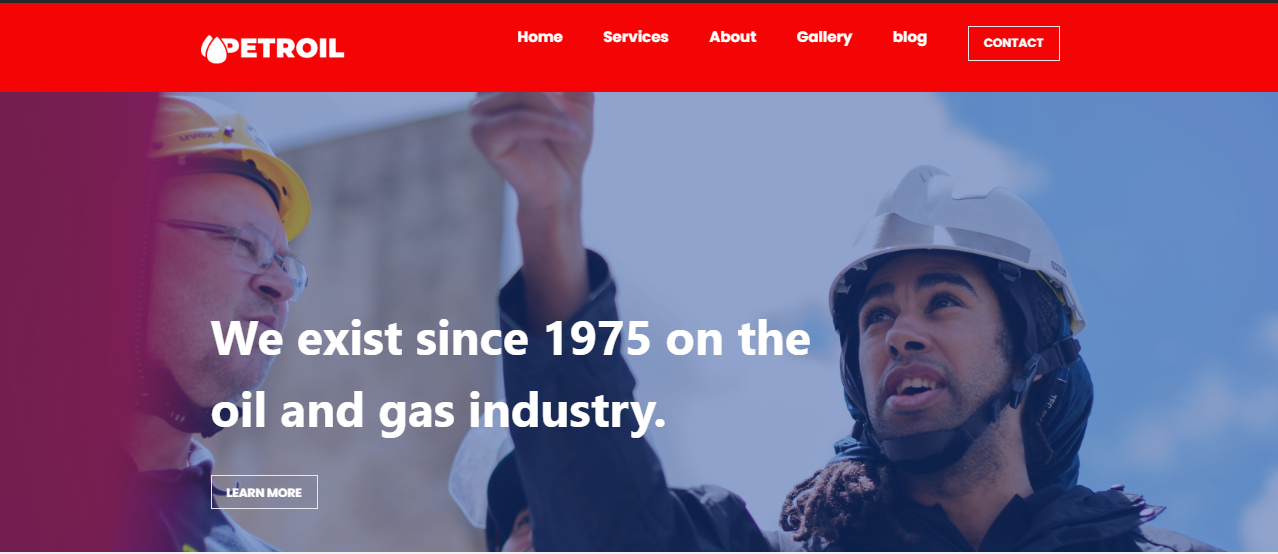 PETROIL
Home Services About Gallery blog CONTACT
uvex
We exist since 1975 on the
oil and gas industry.
LEARN MORE